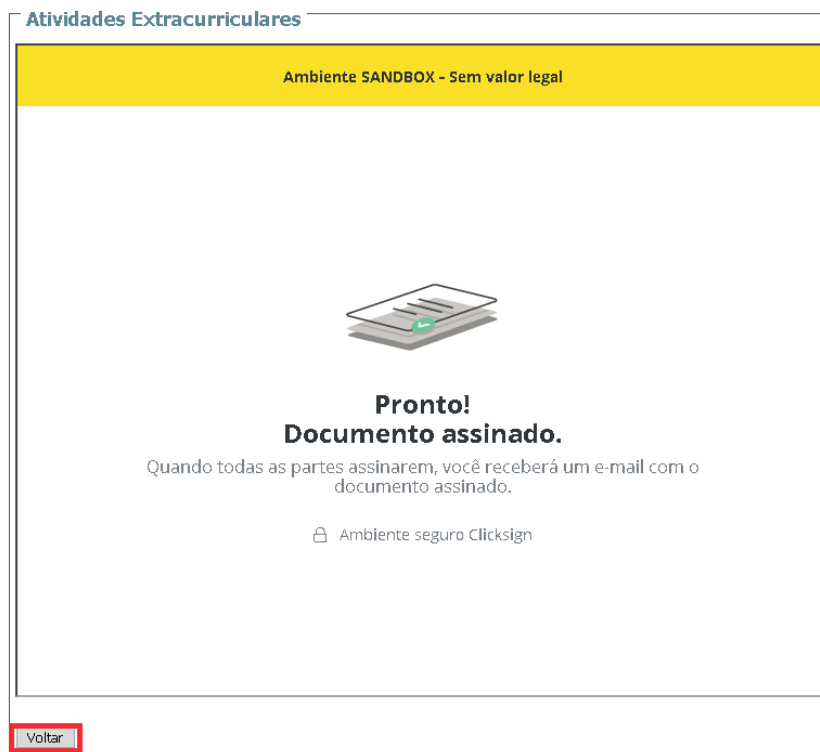 Atividades Extracurriculares
Ambiente SANDBOX - Sem valor legal
Pronto!
Documento assinado.
Quando todas as partes assinarem, você receberá um e-mail com o
documento assinado.
Ambiente seguro Clicksign
Voltar